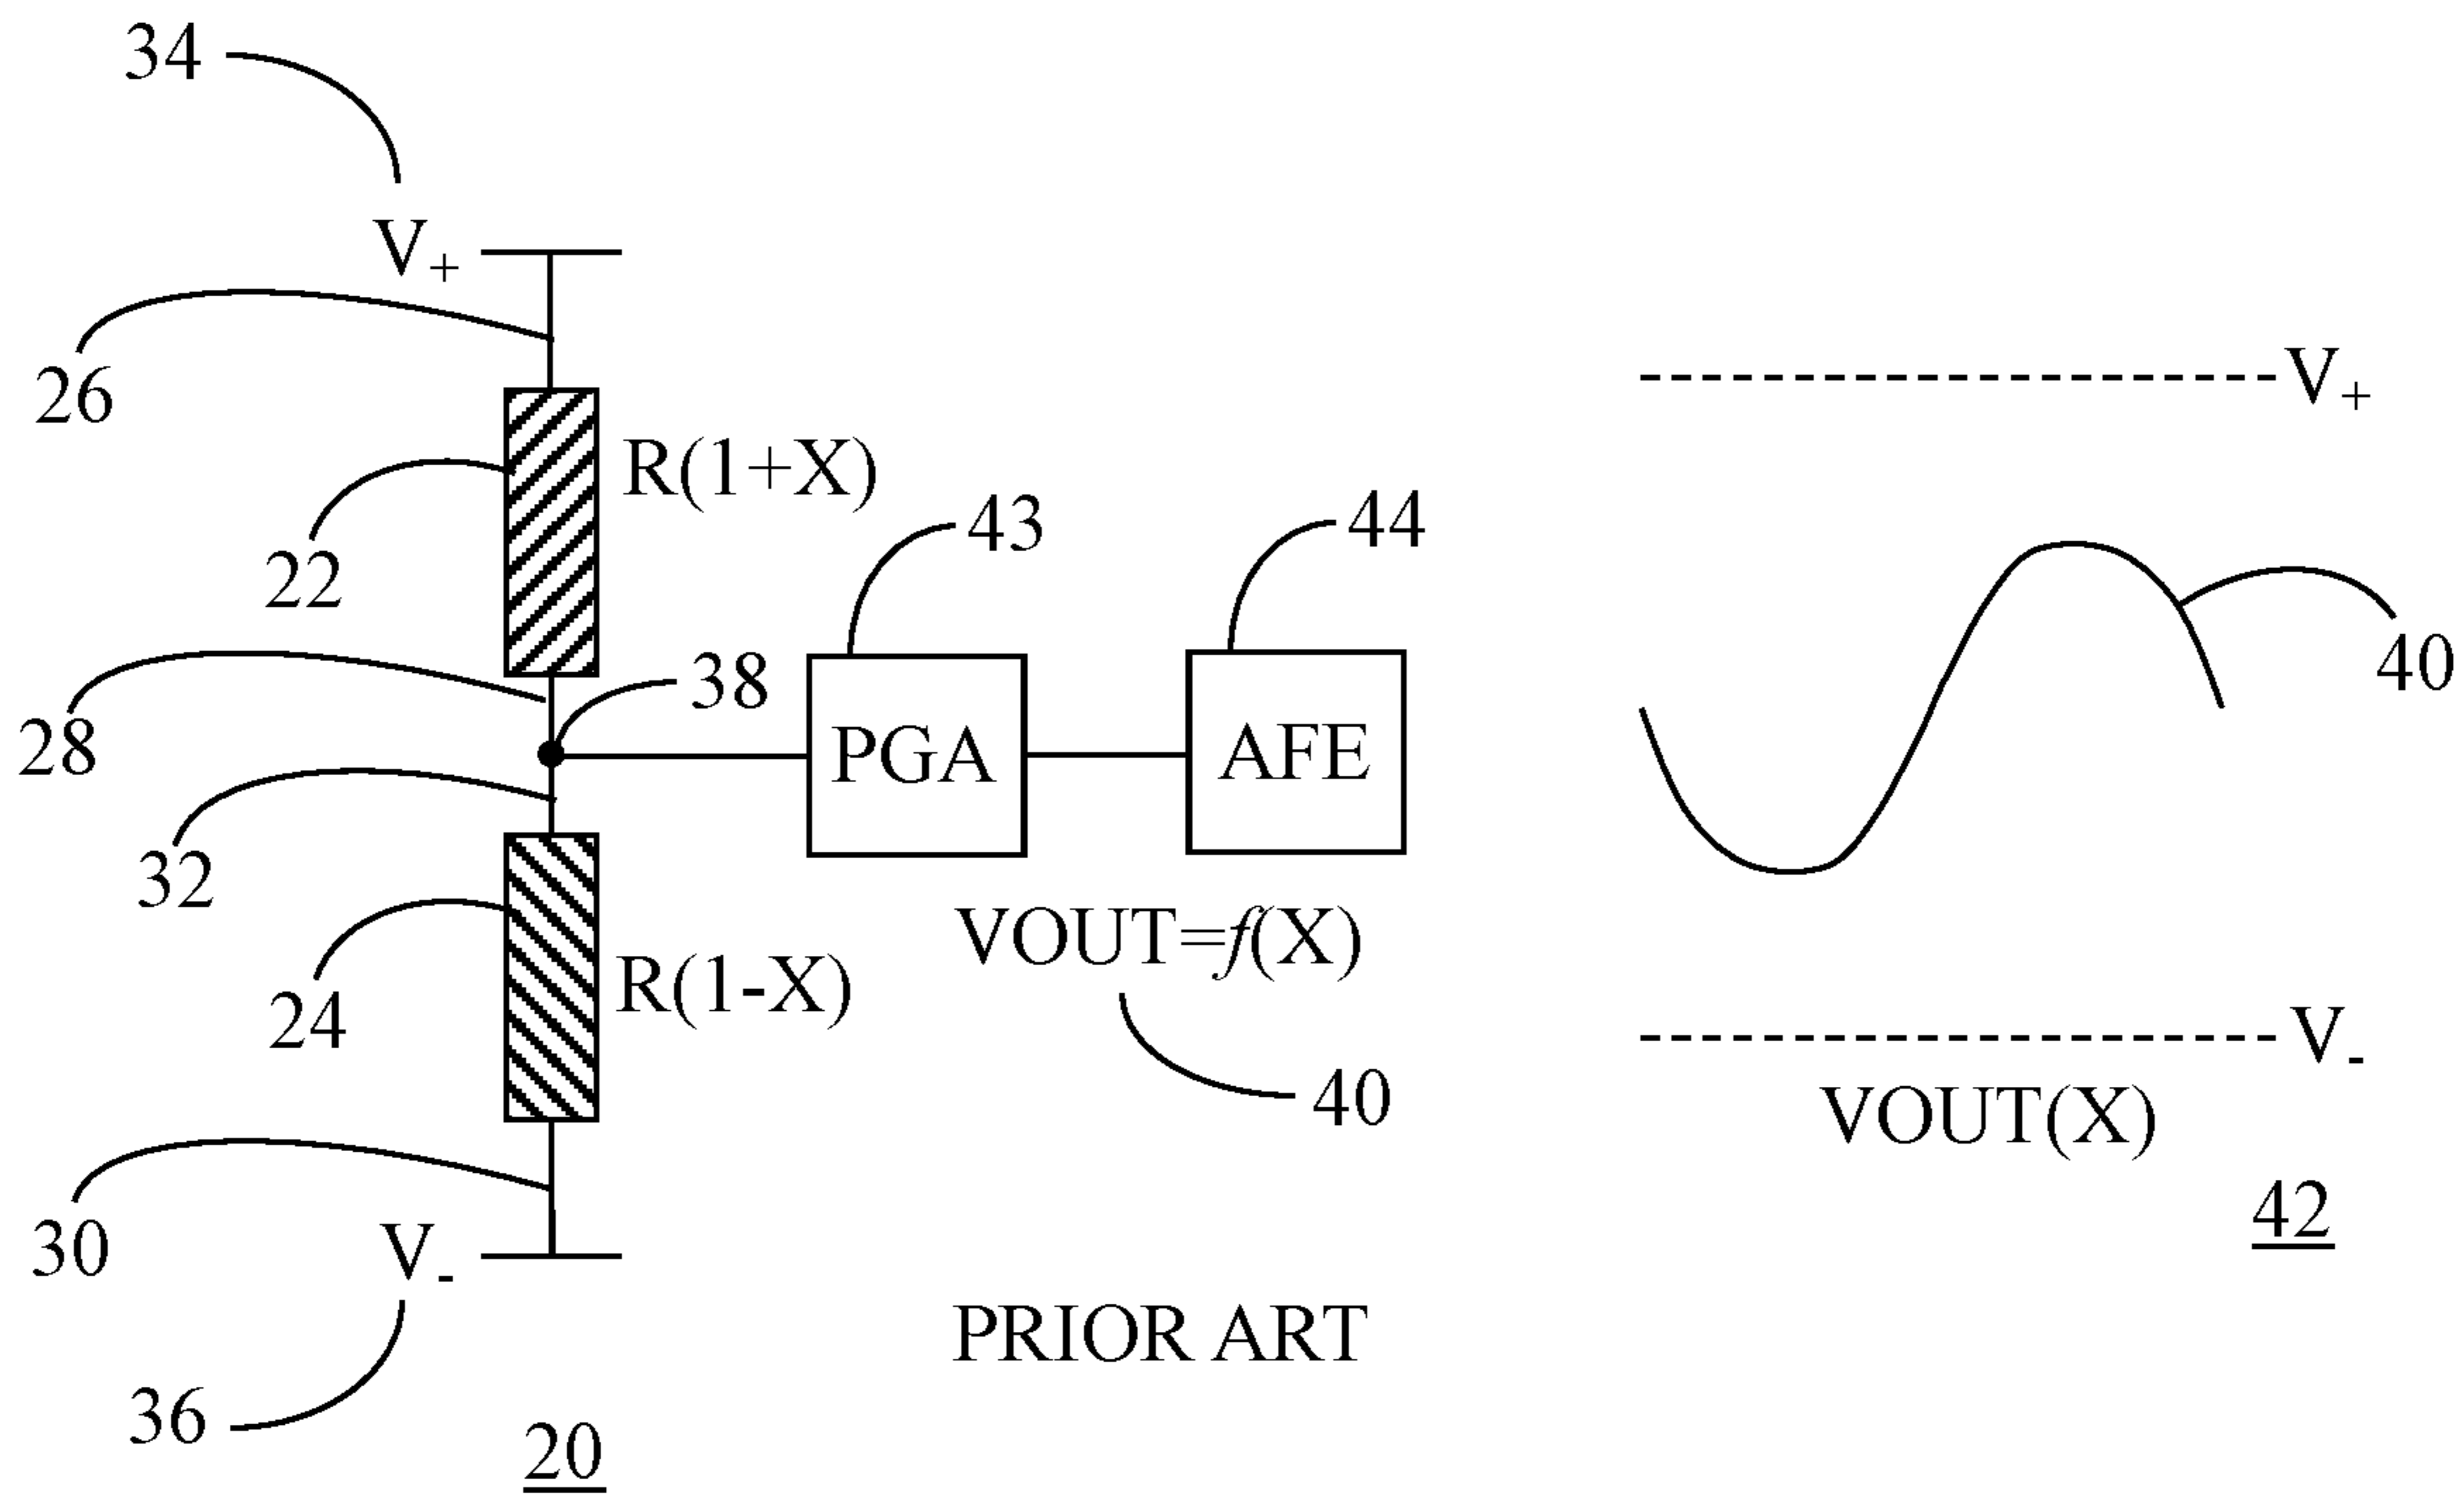 34
V+
26
R(1+X)
22
43
44
38
28
PGA
AFE
32
24
R(1-X)
VOUT=f(X)
40
30
V-
36
PRIOR ART
20
V+
40
V-
VOUT(X)
42